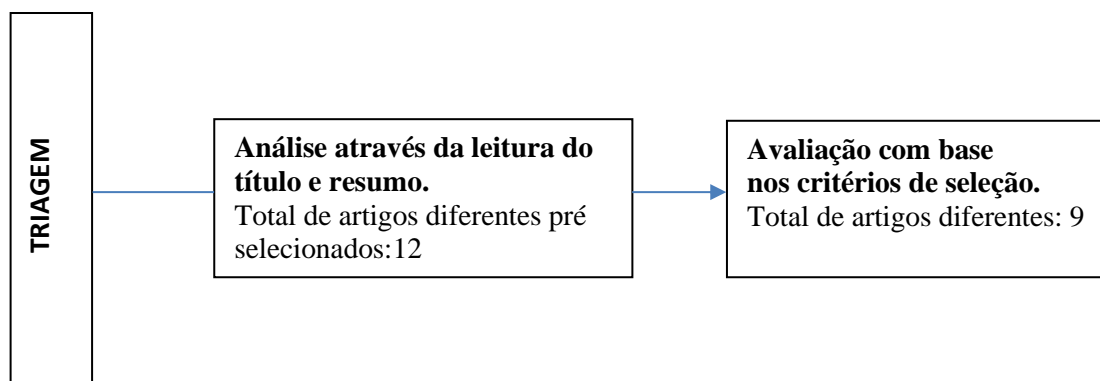 TRIAGEM
Análise através da leitura do
título e resumo.
Total de artigos diferentes pré
selecionados:12
Avaliação com base
nos critérios de seleção.
Total de artigos diferentes: 9